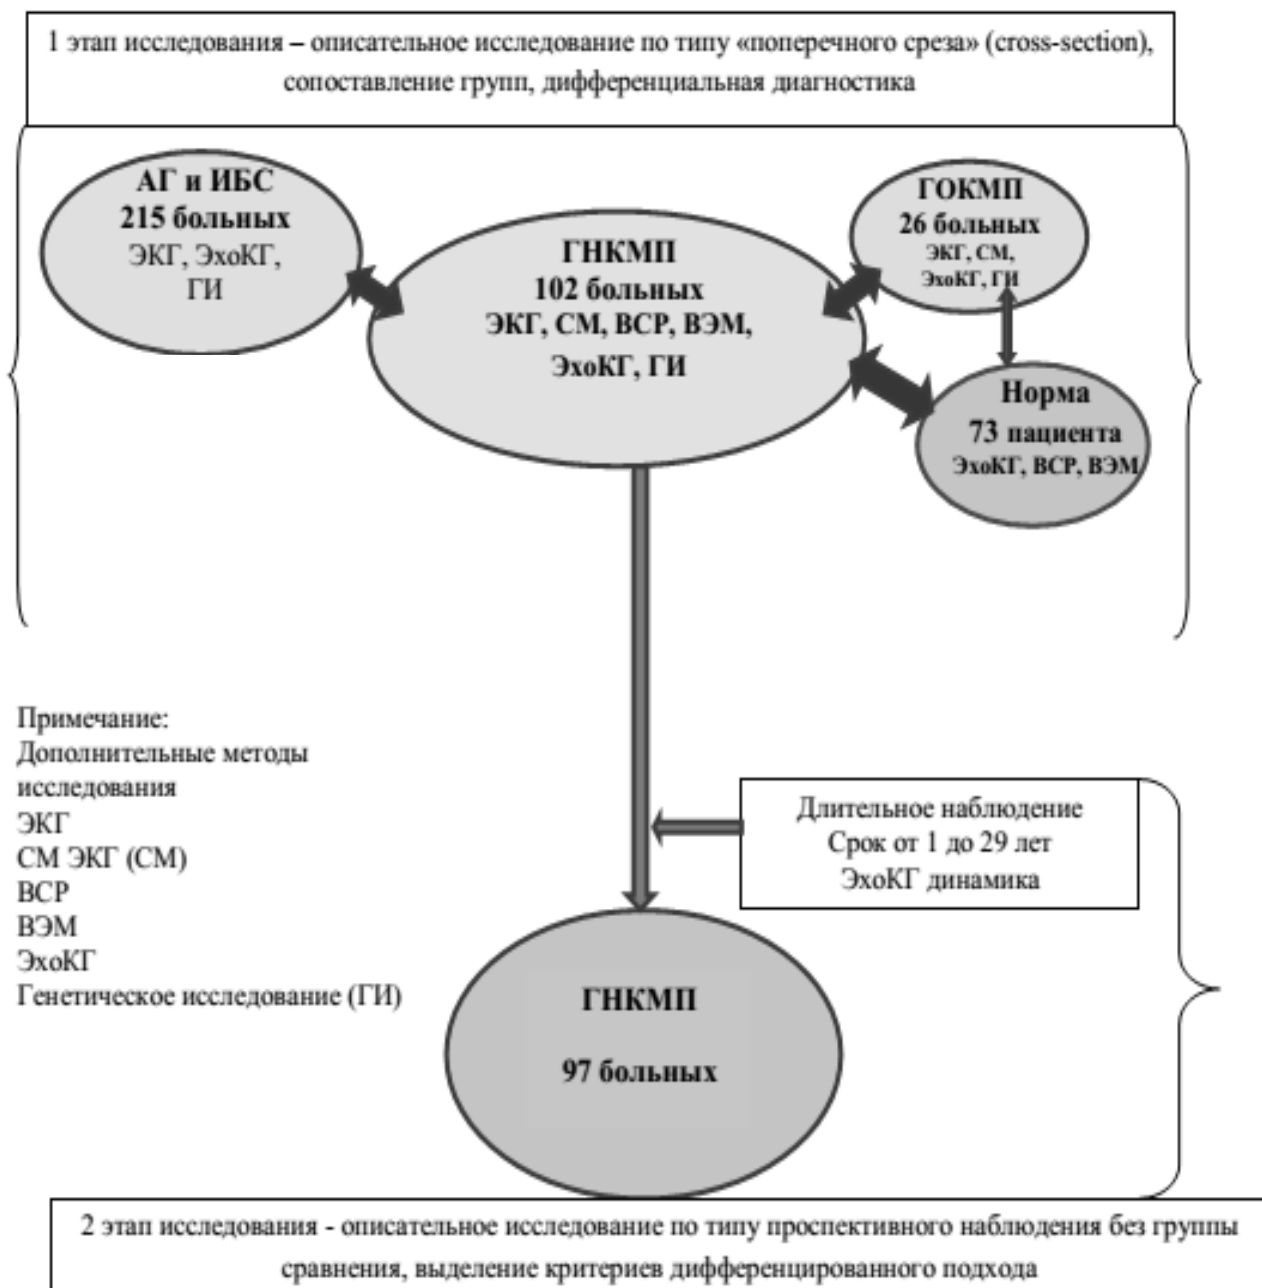 1 этап исследования – описательное исследование по типу «поперечного среза» (cross-section),
сопоставление групп, дифференциальная диагностика
АГ и ИБС
215 больных
ЭКГ, ЭхоКГ,
ГИ
ГНКМП
102 больных
ЭКГ, СМ, ВСР, ВЭМ,
ЭхоКГ, ГИ
ГОКМП
26 больных
ЭКГ, СМ,
ЭхоКГ, ГИ
Норма
73 пациента
ЭхоКГ, ВСР, ВЭМ
Примечание:
Дополнительные методы
исследования
ЭКГ
СМ ЭКГ (СМ)
ВСР
ВЭМ
ЭхоКГ
Генетическое исследование (ГИ)
Длительное наблюдение
Срок от 1 до 29 лет
ЭхоКГ динамика
ГНКМП
97 больных
2 этап исследования - описательное исследование по типу проспективного наблюдения без группы
сравнения, выделение критериев дифференцированного подхода